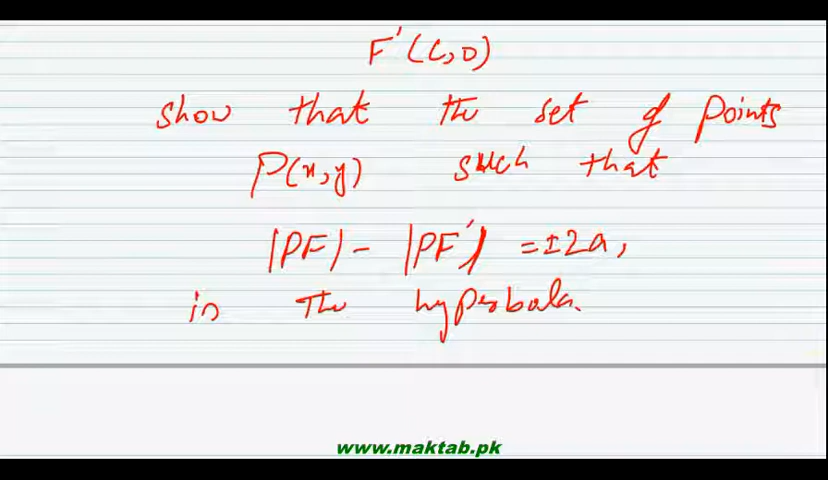 F'(c,0)
show that the set of points
P(x,y) such that
|PF| - |PF'| = ±2a,
is the hyperbola.
www.maktab.pk